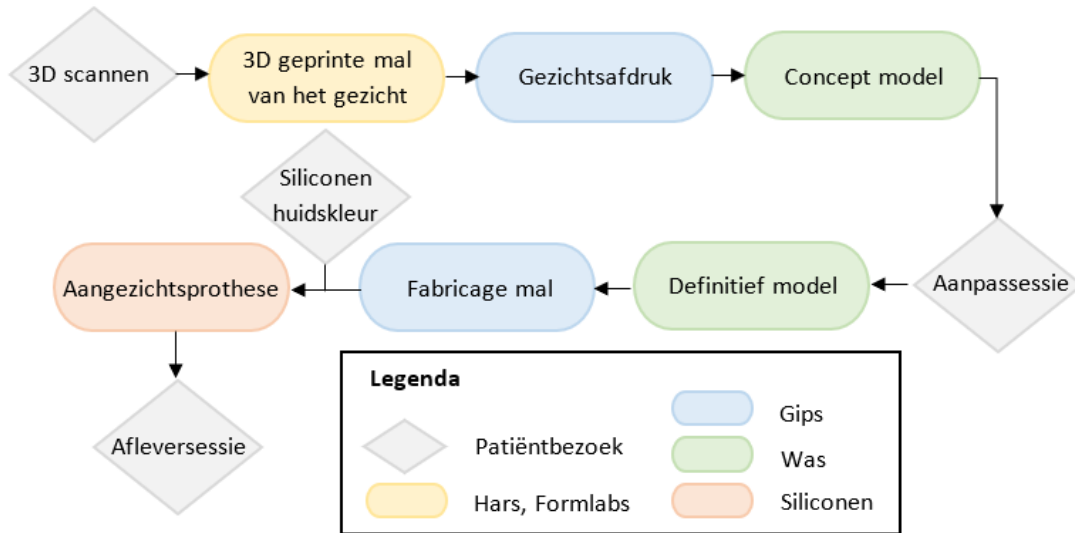 3D scannen
3D geprinte mal
van het gezicht
Gezichtsafdruk
Concept model
Siliconen
huidskleur
Aangezichtsprothese
Fabricage mal
Definitief model
Aanpassessie
Afleversessie
Legenda
Patiëntbezoek
Hars, Formlabs
Gips
Was
Siliconen